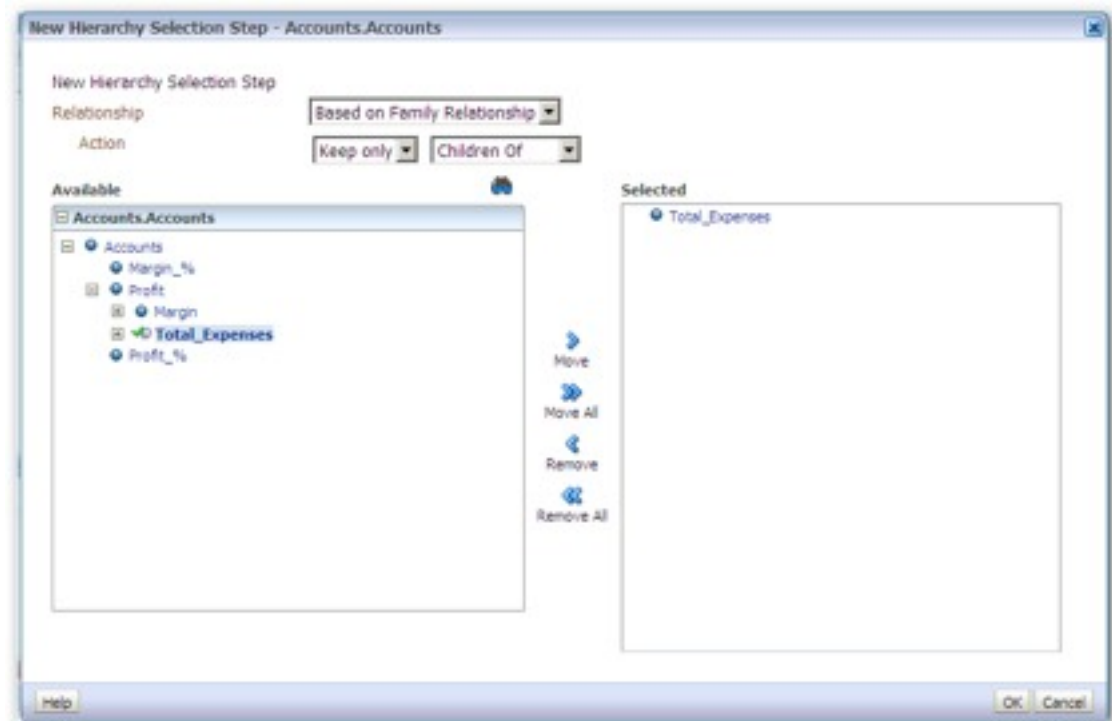 New Hierarchy Selection Step - Accounts.Accounts
New Hierarchy Selection Step
Relationship Based on Family Relationship
Action Keep only Children Of
Available Selected
Accounts.Accounts Total_Expenses
Accounts
Margin_%
Profit
Margin
Total_Expenses
Profit_%
Move
Move All
Remove
Remove All
Help OK Cancel